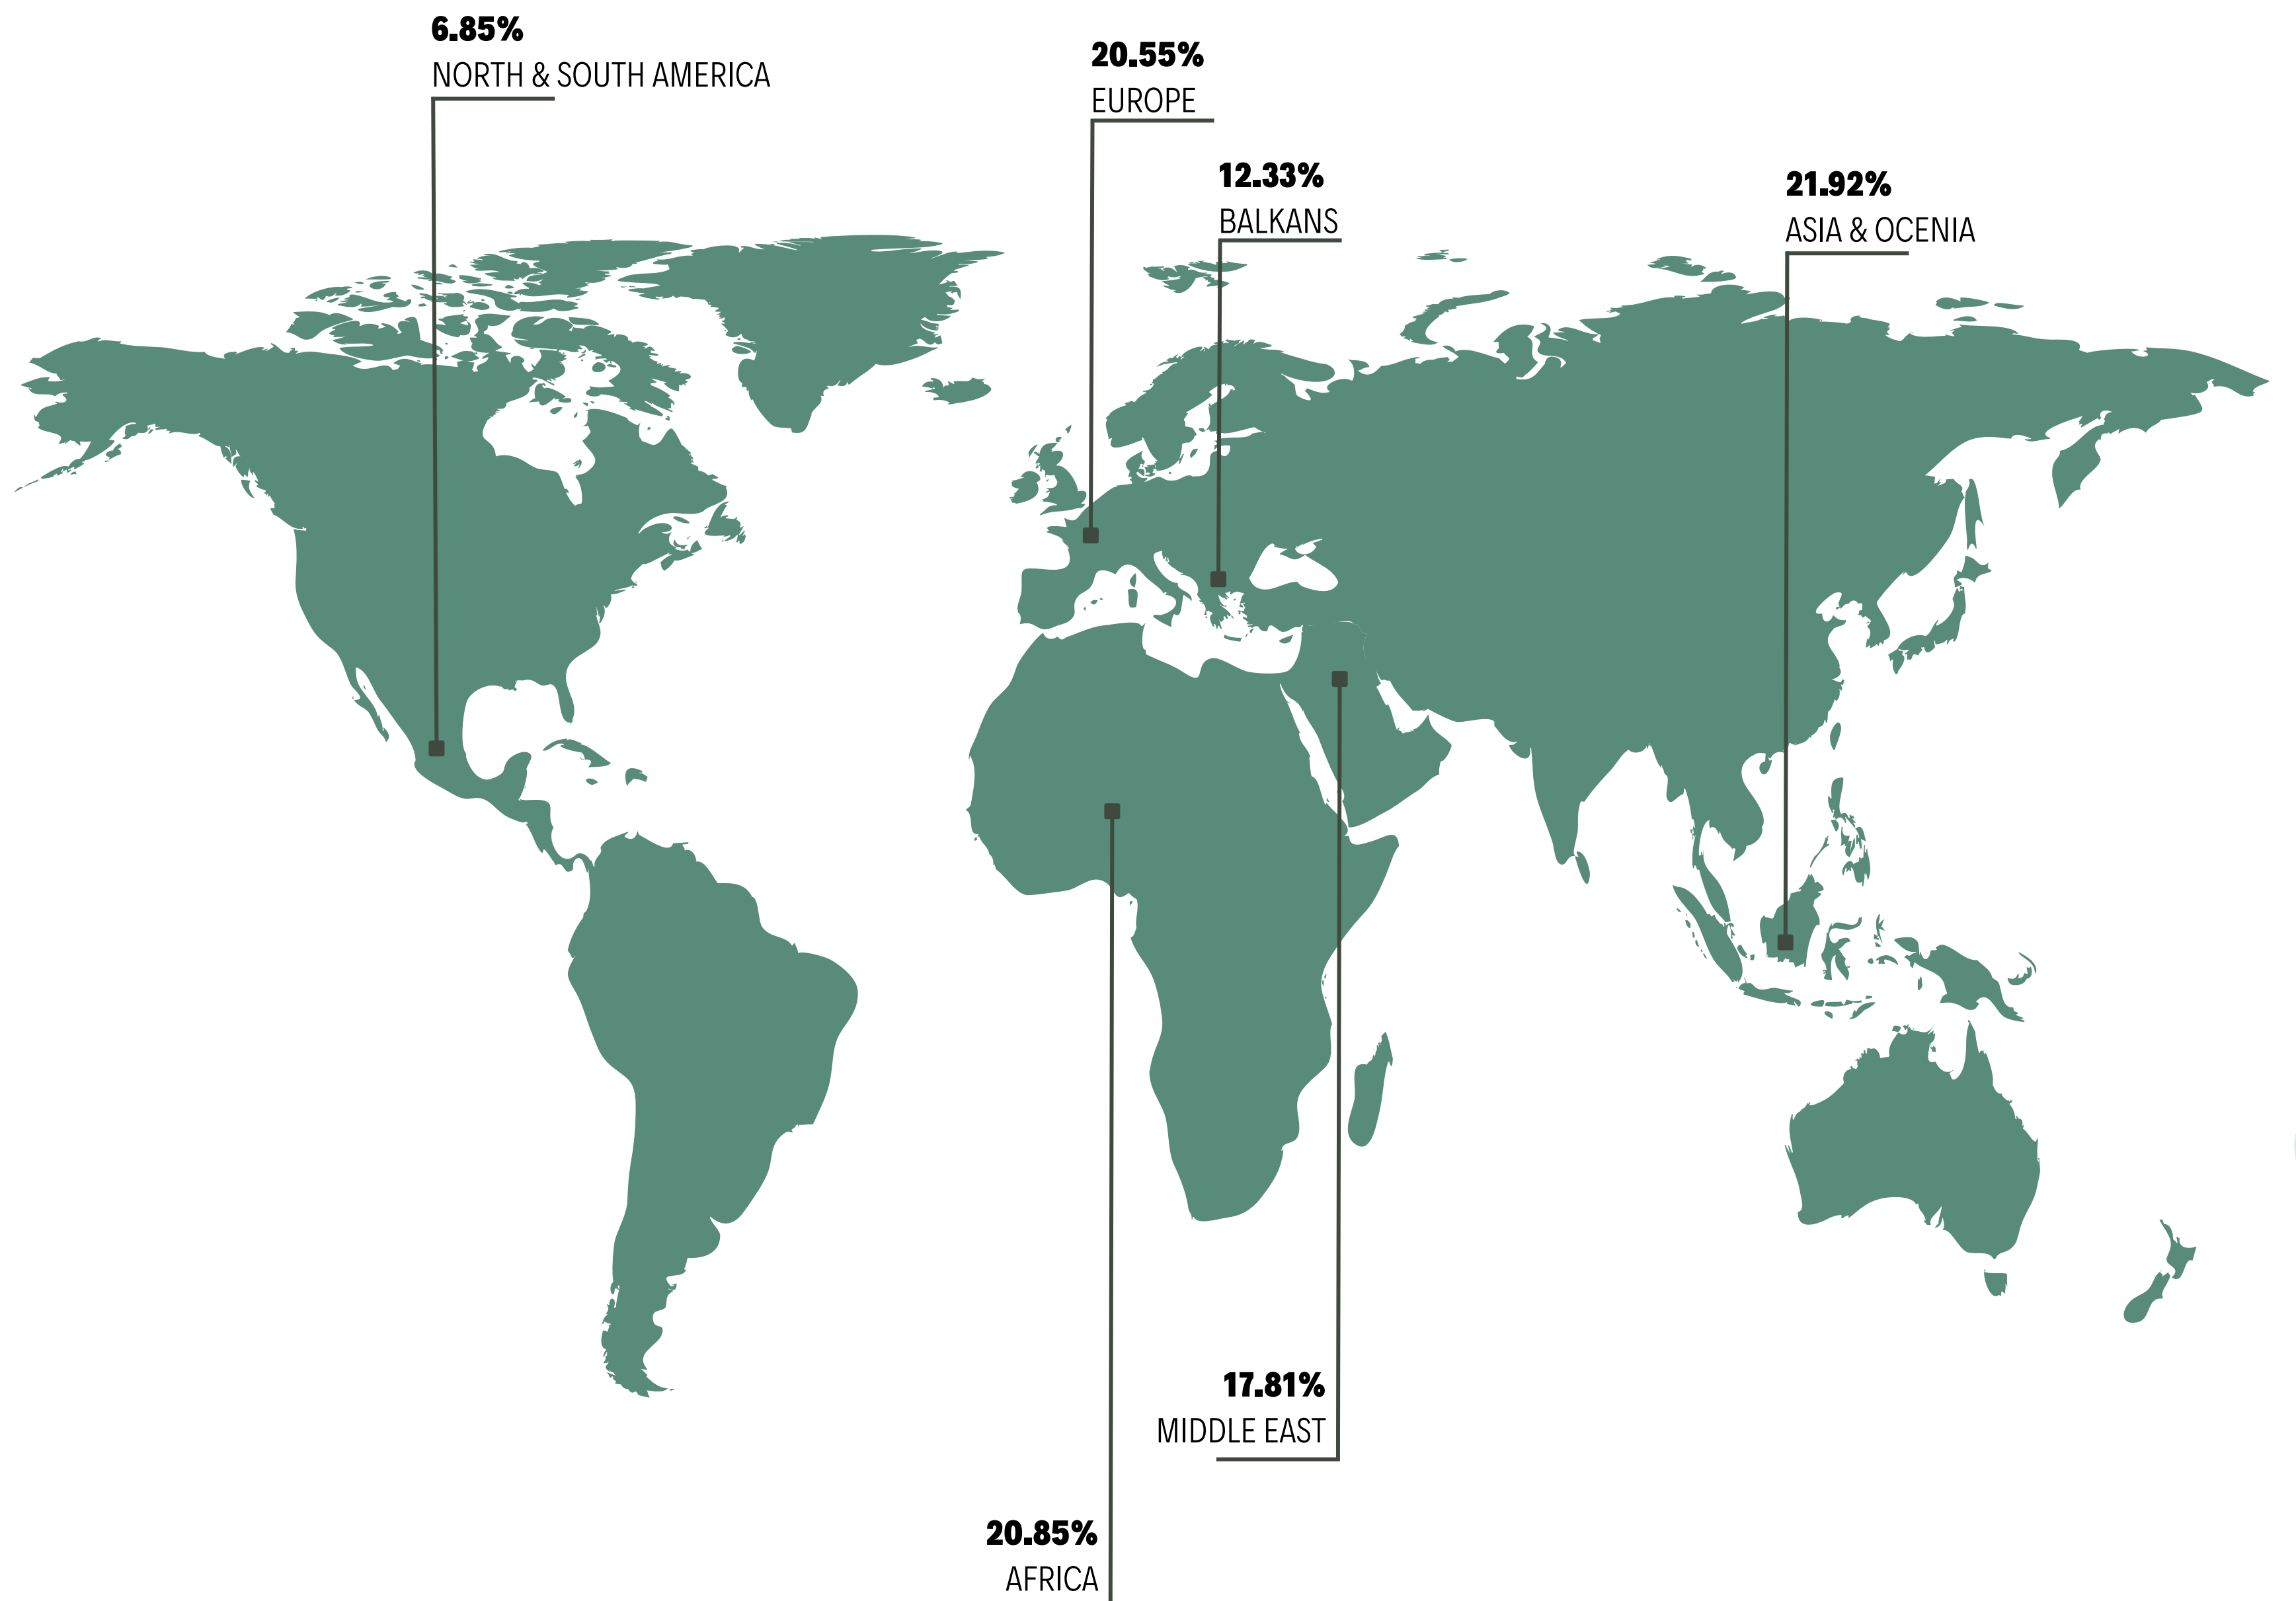 6.85%
NORTH & SOUTH AMERICA
20.55%
EUROPE
12.33%
BALKANS
21.92%
ASIA & OCENIA
17.81%
MIDDLE EAST
20.85%
AFRICA